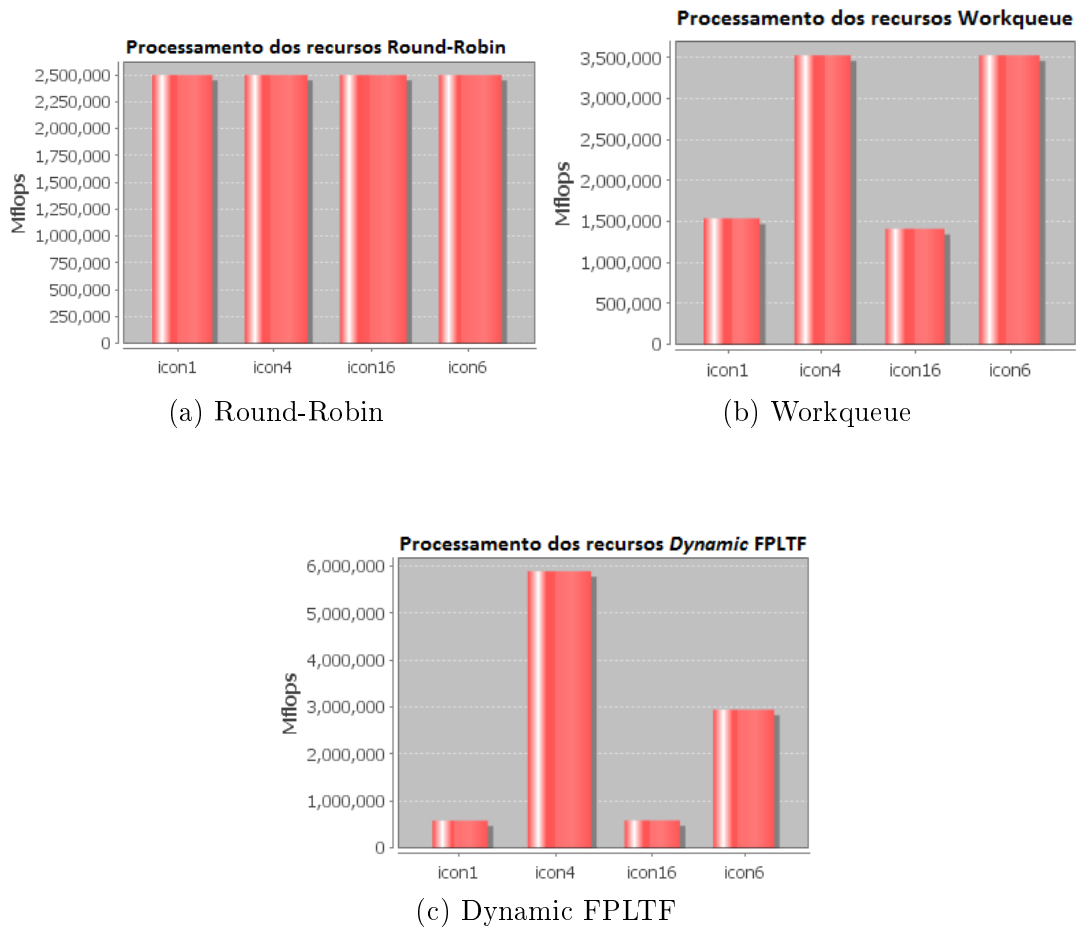 Processamento dos recursos Round-Robin
Mflops
2,500,000
2,250,000
2,000,000
1,750,000
1,500,000
1,250,000
1,000,000
750,000
500,000
250,000
0
icon1 icon4 icon16 icon6
(a) Round-Robin
Processamento dos recursos Workqueue
Mflops
3,500,000
3,000,000
2,500,000
2,000,000
1,500,000
1,000,000
500,000
0
icon1 icon4 icon16 icon6
(b) Workqueue
Processamento dos recursos Dynamic FPLTF
Mflops
6,000,000
5,000,000
4,000,000
3,000,000
2,000,000
1,000,000
0
icon1 icon4 icon16 icon6
(c) Dynamic FPLTF